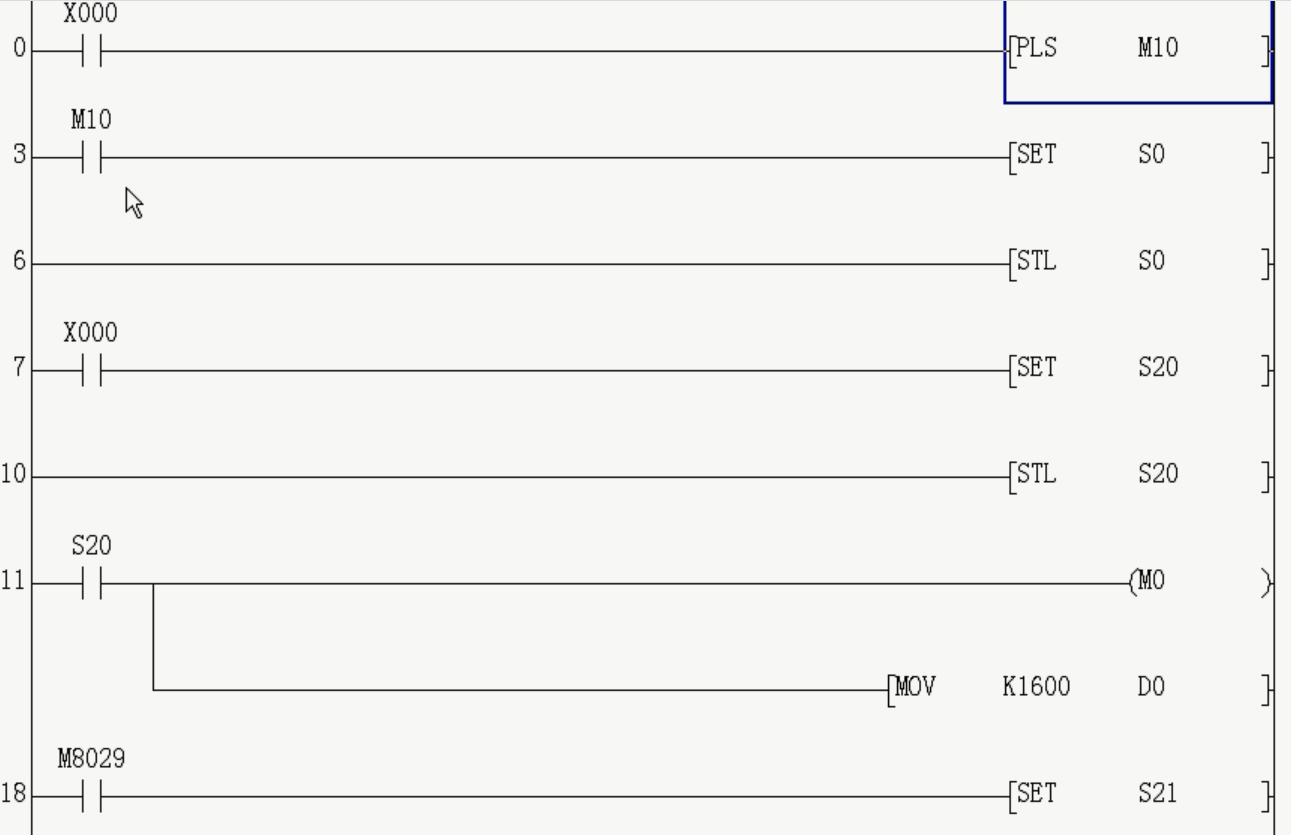 X000
0 PLS M10
M10
3 SET S0
6 STL S0
X000
7 SET S20
10 STL S20
S20
11 M0
MOV K1600 D0
M8029
18 SET S21